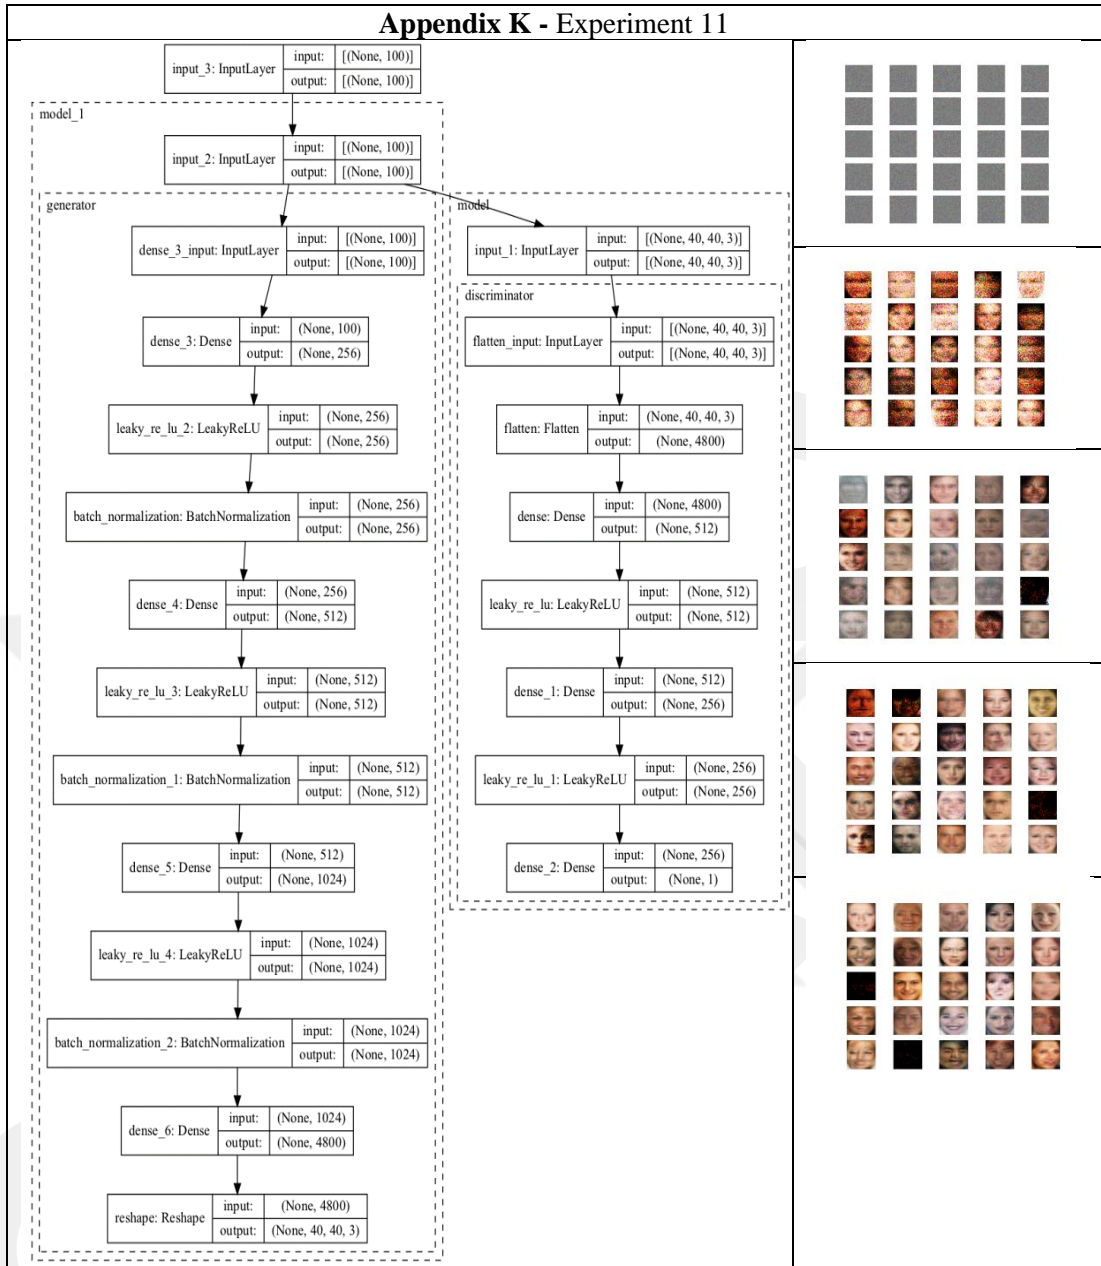 Appendix K - Experiment 11
input_3: InputLayer
input: [(None, 100)]
output: [(None, 100)]
model_1
input_2: InputLayer
input: [(None, 100)]
output: [(None, 100)]
generator
dense_3_input: InputLayer
input: [(None, 100)]
output: [(None, 100)]
dense_3: Dense
input: (None, 100)
output: (None, 256)
leaky_re_lu_2: LeakyReLU
input: (None, 256)
output: (None, 256)
batch_normalization: BatchNormalization
input: (None, 256)
output: (None, 256)
dense_4: Dense
input: (None, 256)
output: (None, 512)
leaky_re_lu_3: LeakyReLU
input: (None, 512)
output: (None, 512)
batch_normalization_1: BatchNormalization
input: (None, 512)
output: (None, 512)
dense_5: Dense
input: (None, 512)
output: (None, 1024)
leaky_re_lu_4: LeakyReLU
input: (None, 1024)
output: (None, 1024)
batch_normalization_2: BatchNormalization
input: (None, 1024)
output: (None, 1024)
dense_6: Dense
input: (None, 1024)
output: (None, 4800)
reshape: Reshape
input: (None, 4800)
output: (None, 40, 40, 3)
model
input_1: InputLayer
input: [(None, 40, 40, 3)]
output: [(None, 40, 40, 3)]
discriminator
flatten_input: InputLayer
input: [(None, 40, 40, 3)]
output: [(None, 40, 40, 3)]
flatten: Flatten
input: (None, 40, 40, 3)
output: (None, 4800)
dense: Dense
input: (None, 4800)
output: (None, 512)
leaky_re_lu: LeakyReLU
input: (None, 512)
output: (None, 512)
dense_1: Dense
input: (None, 512)
output: (None, 256)
leaky_re_lu_1: LeakyReLU
input: (None, 256)
output: (None, 256)
dense_2: Dense
input: (None, 256)
output: (None, 1)